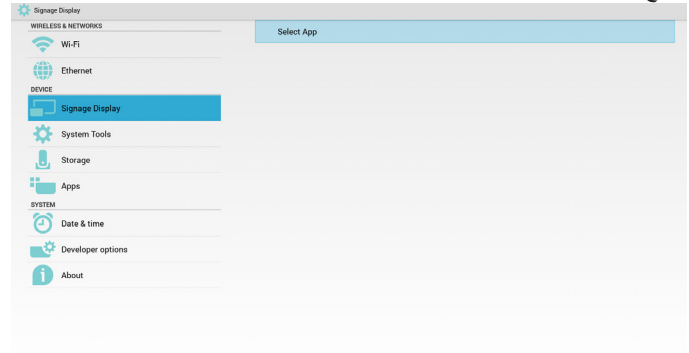 Signage Display
WIRELESS & NETWORKS
Wi-Fi
Ethernet
DEVICE
Signage Display
System Tools
Storage
Apps
SYSTEM
Date & time
Developer options
About
Select App